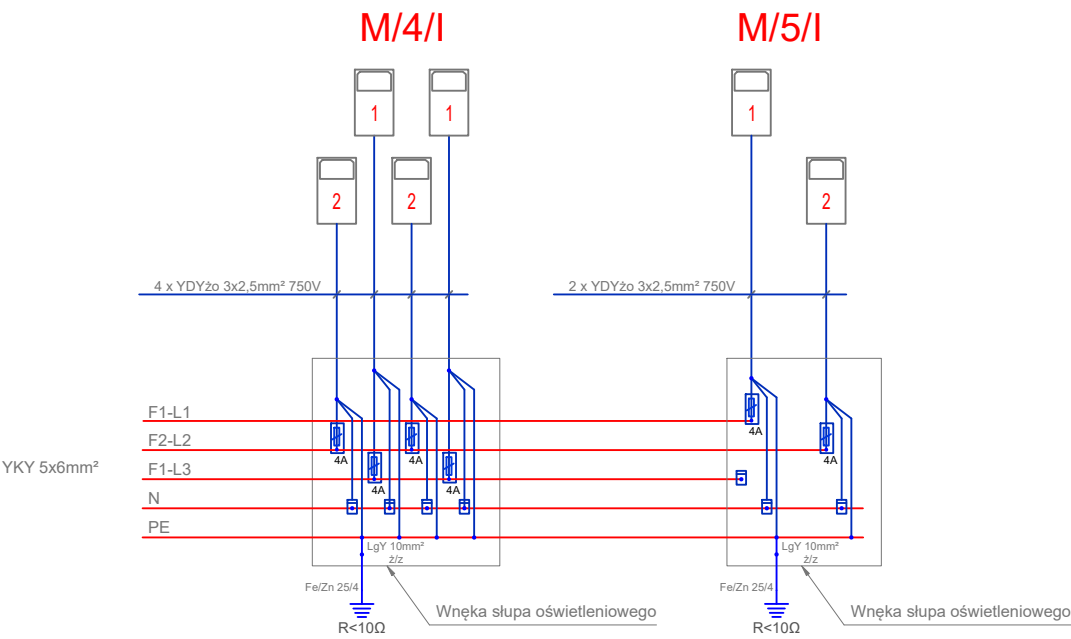 M/4/I
M/5/I
1
1
1
2
2
2
4 x YDYżo 3x2,5mm² 750V
2 x YDYżo 3x2,5mm² 750V
F1-L1
4A
F2-L2
4A
4A
4A
YKY 5x6mm²
F1-L3
4A
4A
N
PE
LgY 10mm²
ż/z
LgY 10mm²
ż/z
Fe/Zn 25/4
Fe/Zn 25/4
Wnęka słupa oświetleniowego
Wnęka słupa oświetleniowego
R<10Ω
R<10Ω